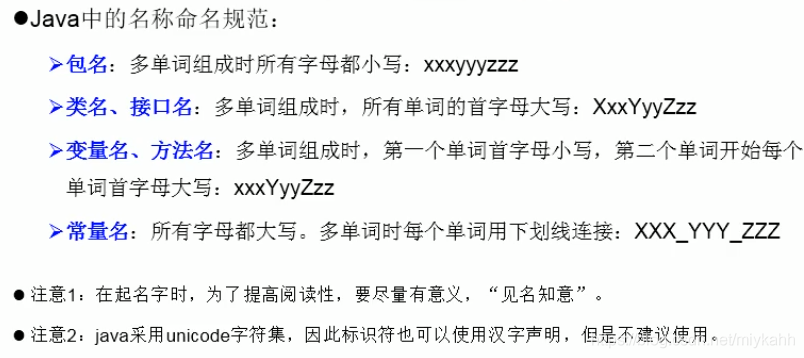 ●Java中的名称命名规范：
➢包名：多单词组成时所有字母都小写：xxxyyyzzz
➢类名、接口名：多单词组成时，所有单词的首字母大写：XxxYyyZzz
➢变量名、方法名：多单词组成时，第一个单词首字母小写，第二个单词开始每个
单词首字母大写：xxxYyyZzz
➢常量名：所有字母都大写。多单词时每个单词用下划线连接：XXX_YYY_ZZZ
● 注意1：在起名字时，为了提高阅读性，要尽量有意义，“见名知意”。
● 注意2：java采用unicode字符集，因此标识符也可以使用汉字声明，但是不建议使用。